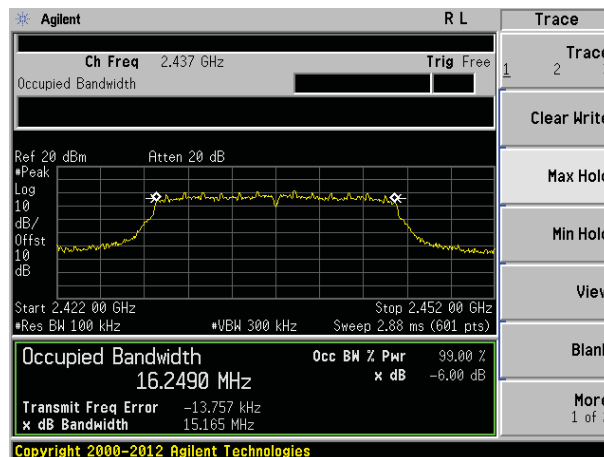 Agilent R L Trace
Ch Freq 2.437 GHz Trig Free
Occupied Bandwidth
1 2
Clear Write
Max Hold
Min Hold
View
Blank
More
1 of
Ref 20 dBm Atten 20 dB
#Peak
Log
10
dB/
Offst
10
dB
Start 2.422 00 GHz Stop 2.452 00 GHz
#Res BW 100 kHz #VBW 300 kHz Sweep 2.88 ms (601 pts)
Occupied Bandwidth Occ BW % Pwr 99.00 %
16.2490 MHz x dB -6.00 dB
Transmit Freq Error -13.757 kHz
x dB Bandwidth 15.165 MHz
Copyright 2000-2012 Agilent Technologies